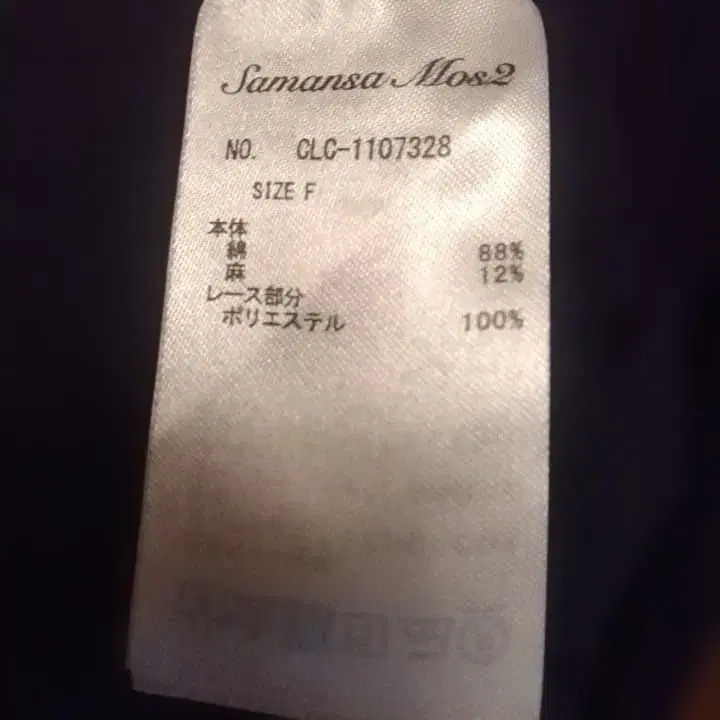 Samansa Mos2
NO. CLC-1107328
SIZE F
本体
綿 88%
麻 12%
レース部分
ポリエステル 100%